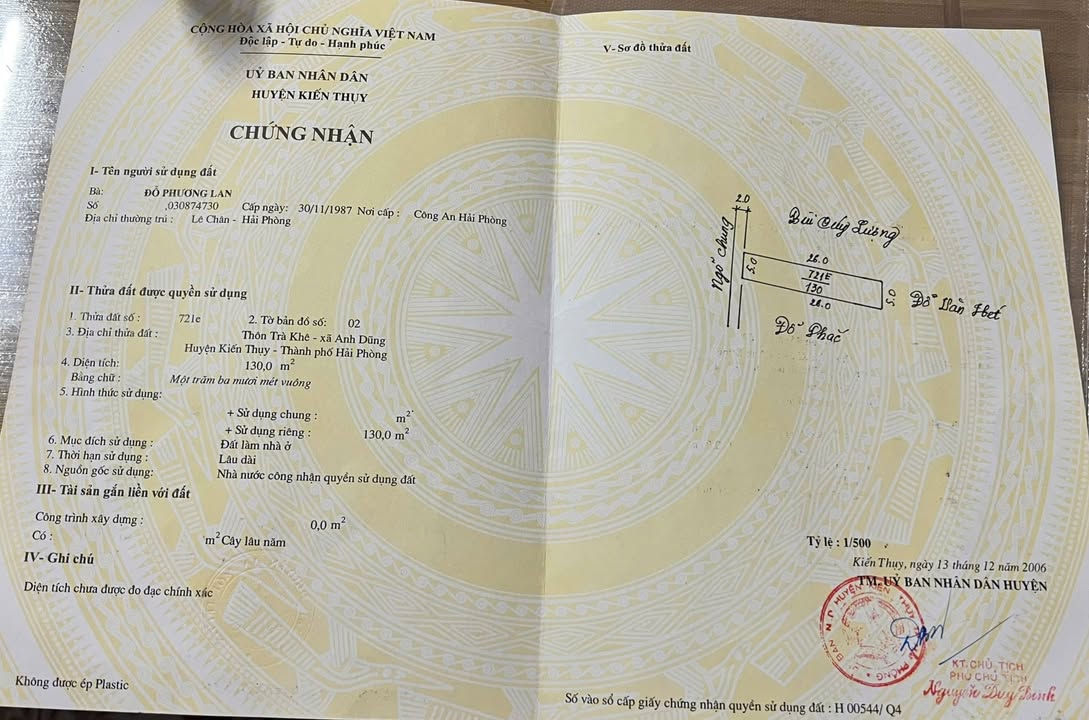 CỘNG HÒA XÃ HỘI CHỦ NGHĨA VIỆT NAM
Độc lập - Tự do - Hạnh phúc
UỶ BAN NHÂN DÂN
HUYỆN KIẾN THỤY
CHỨNG NHẬN
I- Tên người sử dụng đất
Bà: ĐỖ PHƯƠNG LAN
Số .030874730 Cấp ngày: 30/11/1987 Nơi cấp : Công An Hải Phòng
Địa chỉ thường trú : Lê Chân - Hải Phòng
II- Thửa đất được quyền sử dụng
1. Thửa đất số : 721e 2. Tờ bản đồ số: 02
3. Địa chỉ thửa đất : Thôn Trà Khê - xã Anh Dũng
Huyện Kiến Thụy - Thành phố Hải Phòng
4. Diện tích: 130,0 m²
Bằng chữ : Một trăm ba mươi mét vuông
5. Hình thức sử dụng:
+ Sử dụng chung : m²
+ Sử dụng riêng : 130,0 m²
6. Mục đích sử dụng : Đất làm nhà ở
7. Thời hạn sử dụng : Lâu dài
8. Nguồn gốc sử dụng: Nhà nước công nhận quyền sử dụng đất
III- Tài sản gắn liền với đất
Công trình xây dựng : 0,0 m²
Có : m² Cây lâu năm
IV- Ghi chú
Diện tích chưa được đo đạc chính xác
Không được ép Plastic
V- Sơ đồ thửa đất
2.0
Ngõ chung
Bùi Lượng
26.0
5.0
721E
130
5.0
26.0
Đỗ Văn
Đỗ Phắc
Tỷ lệ : 1/500
Kiến Thụy, ngày 13 tháng 12 năm 2006
TM. UỶ BAN NHÂN DÂN HUYỆN
HUYỆN KIẾN THỤY
KT. CHỦ TỊCH
PHÓ CHỦ TỊCH
Nguyễn Duy Bình
Số vào sổ cấp giấy chứng nhận quyền sử dụng đất : H 00544/ Q4